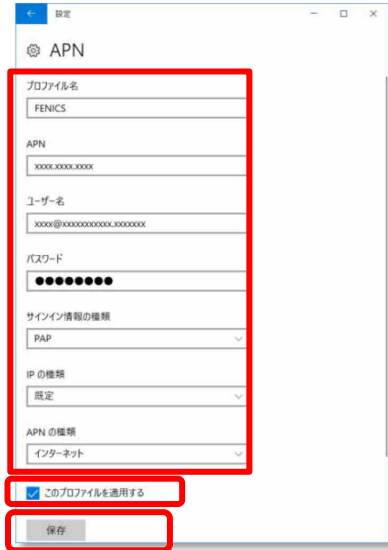 設定
APN
プロファイル名
FENICS
APN
xxxx.xxxx.xxxx
ユーザー名
xxxx@xxxxxxxxxxx.xxxxxxx
パスワード
●●●●●●●●
サインイン情報の種類
PAP
IP の種類
既定
APN の種類
インターネット
このプロファイルを適用する
保存